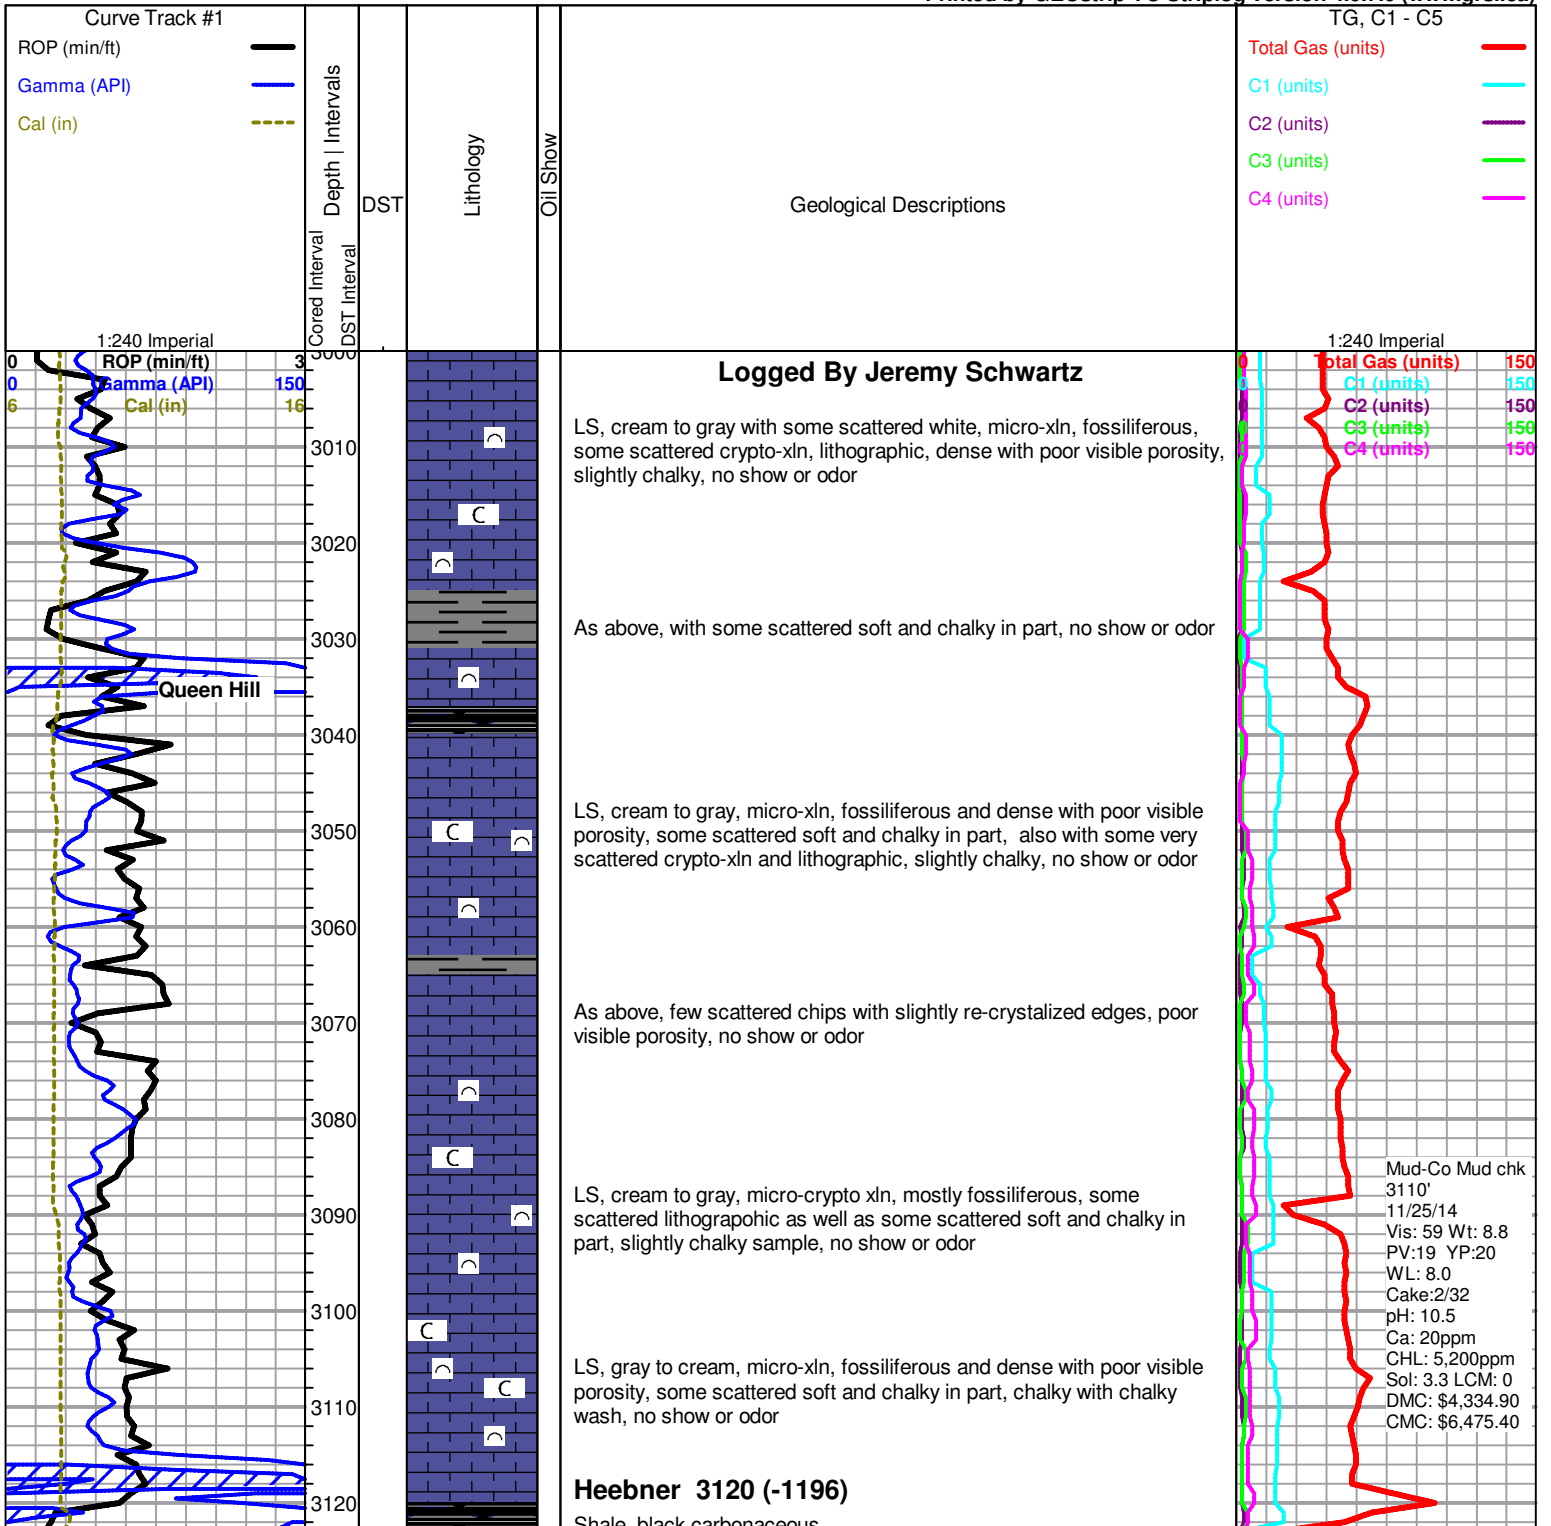 Curve Track #1
ROP (min/ft)
Gamma (API)
Cal (in)
1:240 Imperial
Depth | Intervals
Cored Interval
DST Interval
DST
Lithology
Oil Show
Geological Descriptions
TG, C1 - C5
Total Gas (units)
C1 (units)
C2 (units)
C3 (units)
C4 (units)
1:240 Imperial
0 ROP (min/ft) 3
0 Gamma (API) 150
6 Cal (in) 16
0 Total Gas (units) 150
C1 (units) 150
C2 (units) 150
C3 (units) 150
C4 (units) 150
3000
Logged By Jeremy Schwartz
LS, cream to gray with some scattered white, micro-xln, fossiliferous,
some scattered crypto-xln, lithographic, dense with poor visible porosity,
slightly chalky, no show or odor
3010
C
3020
As above, with some scattered soft and chalky in part, no show or odor
3030
Queen Hill
3040
LS, cream to gray, micro-xln, fossiliferous and dense with poor visible
porosity, some scattered soft and chalky in part, also with some very
scattered crypto-xln and lithographic, slightly chalky, no show or odor
3050
C
3060
As above, few scattered chips with slightly re-crystalized edges, poor
visible porosity, no show or odor
3070
3080
C
LS, cream to gray, micro-crypto xln, mostly fossiliferous, some
scattered lithograpohic as well as some scattered soft and chalky in
part, slightly chalky sample, no show or odor
3090
3100
C
LS, gray to cream, micro-xln, fossiliferous and dense with poor visible
porosity, some scattered soft and chalky in part, chalky with chalky
wash, no show or odor
C
3110
Mud-Co Mud chk
3110'
11/25/14
Vis: 59 Wt: 8.8
PV:19 YP:20
WL: 8.0
Cake:2/32
pH: 10.5
Ca: 20ppm
CHL: 5,200ppm
Sol: 3.3 LCM: 0
DMC: $4,334.90
CMC: $6,475.40
Heebner 3120 (-1196)
3120
Shale, black carbonaceous